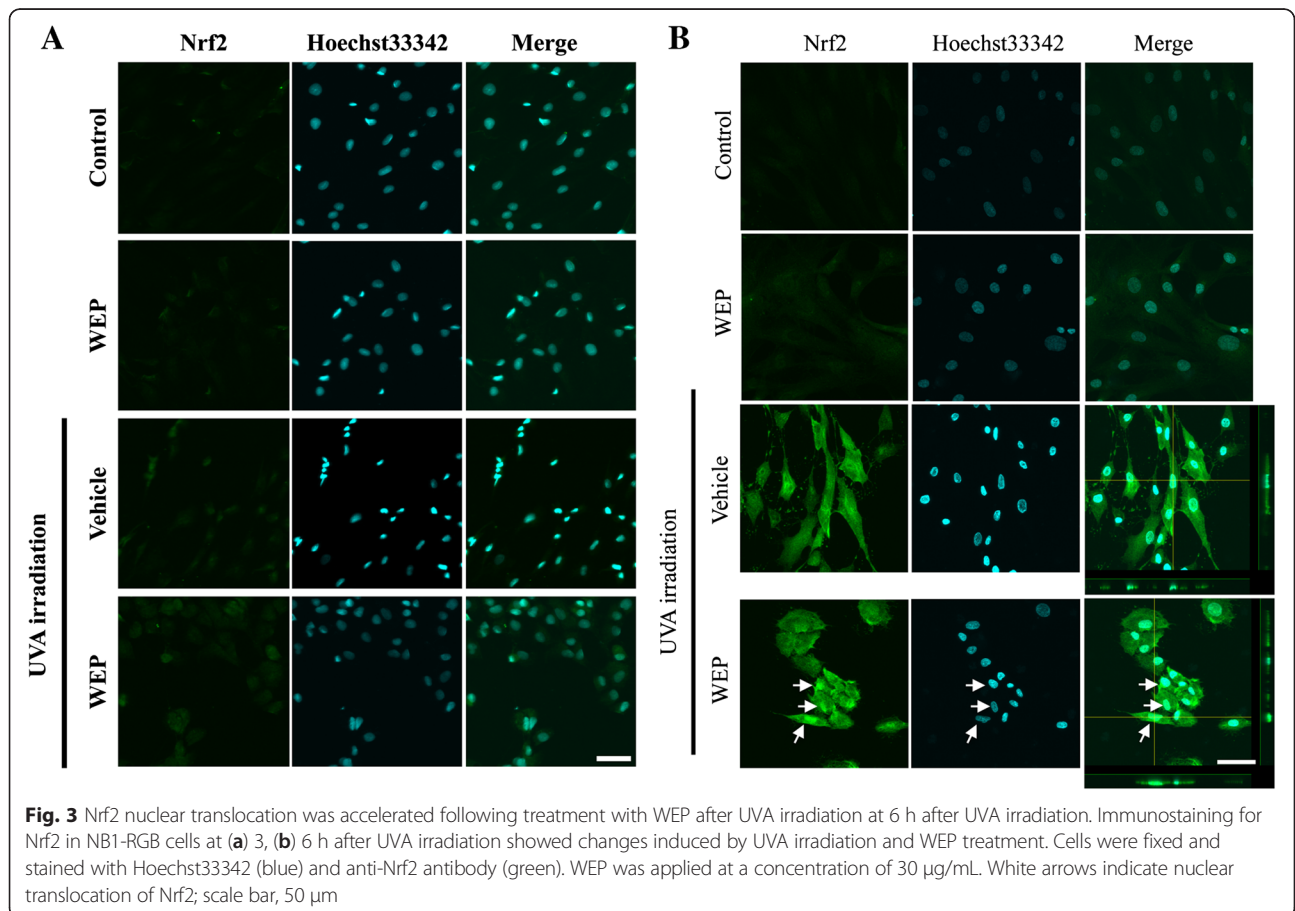 A
Nrf2 Hoechst33342 Merge
Control
WEP
Vehicle
WEP
UVA irradiation
B
Nrf2 Hoechst33342 Merge
Control
WEP
Vehicle
WEP
UVA irradiation
Fig. 3 Nrf2 nuclear translocation was accelerated following treatment with WEP after UVA irradiation at 6 h after UVA irradiation. Immunostaining for
Nrf2 in NB1-RGB cells at (a) 3, (b) 6 h after UVA irradiation showed changes induced by UVA irradiation and WEP treatment. Cells were fixed and
stained with Hoechst33342 (blue) and anti-Nrf2 antibody (green). WEP was applied at a concentration of 30 μg/mL. White arrows indicate nuclear
translocation of Nrf2; scale bar, 50 μm